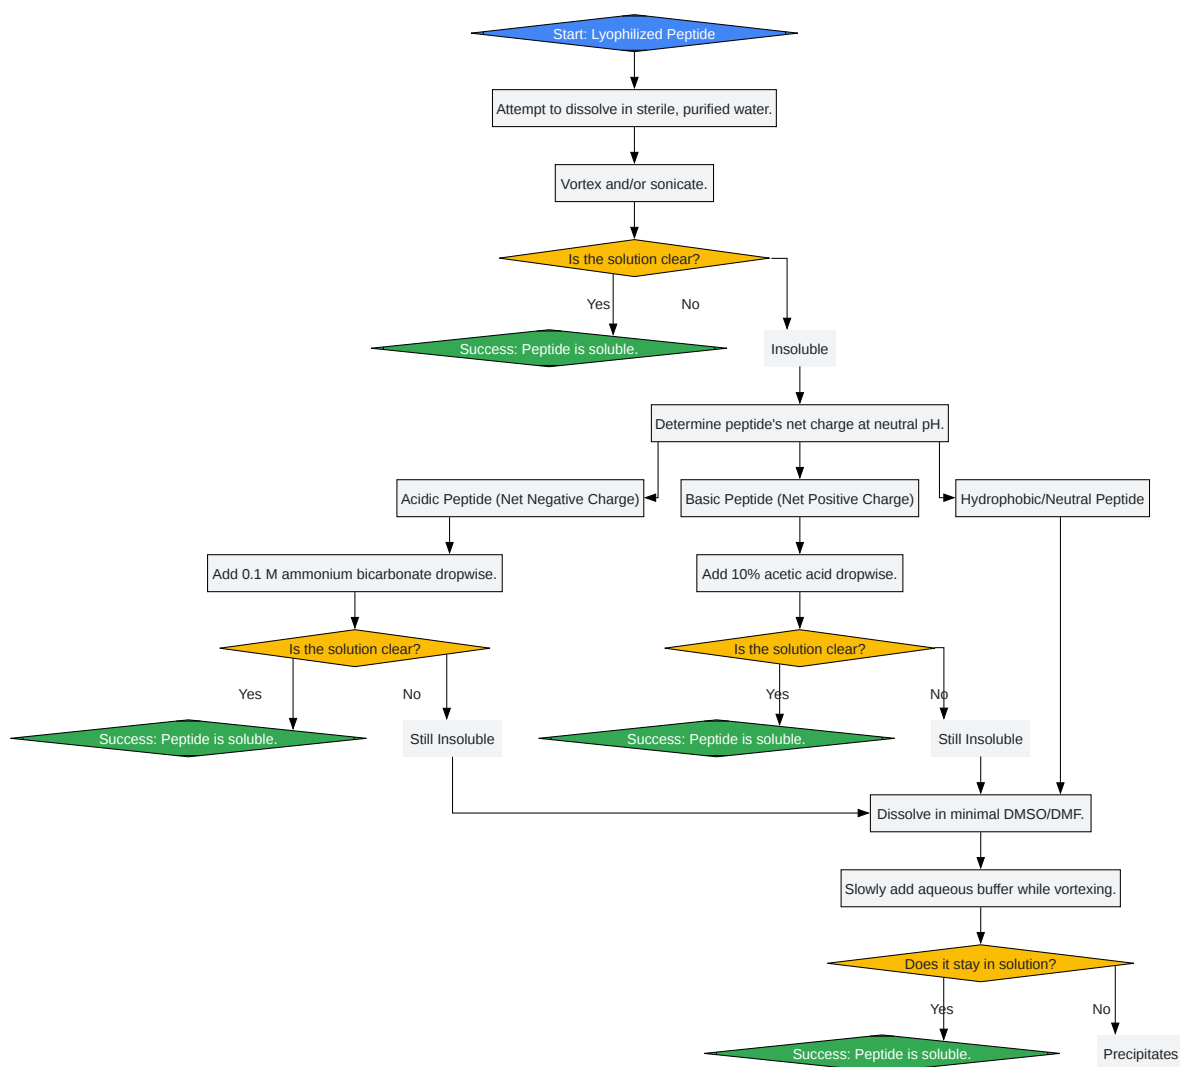 Start: Lyophilized Peptide
Attempt to dissolve in sterile, purified water.
Vortex and/or sonicate.
Is the solution clear?
Yes
No
Success: Peptide is soluble.
Insoluble
Determine peptide's net charge at neutral pH.
Acidic Peptide (Net Negative Charge)
Basic Peptide (Net Positive Charge)
Hydrophobic/Neutral Peptide
Add 0.1 M ammonium bicarbonate dropwise.
Add 10% acetic acid dropwise.
Is the solution clear?
Is the solution clear?
Yes
No
Yes
No
Success: Peptide is soluble.
Still Insoluble
Success: Peptide is soluble.
Still Insoluble
Dissolve in minimal DMSO/DMF.
Slowly add aqueous buffer while vortexing.
Does it stay in solution?
Yes
No
Success: Peptide is soluble.
Precipitates